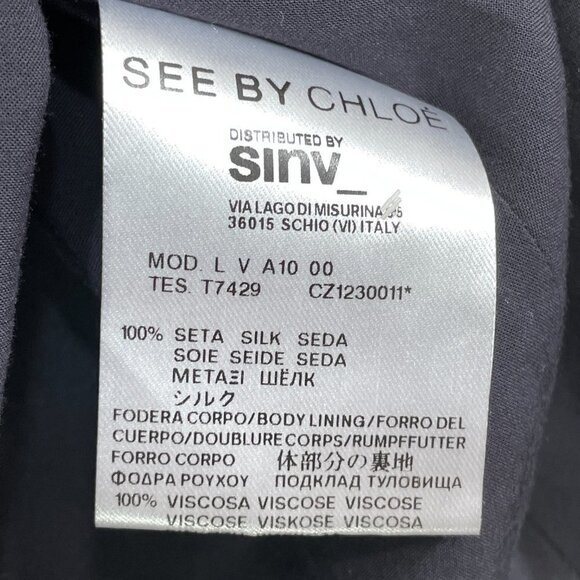 SEE BY CHLOÉ
DISTRIBUTED BY
sinv_
VIA LAGO DI MISURINA
36015 SCHIO (VI) ITALY
MOD. L V A10 00
TES. T7429 CZ1230011*
100% SETA SILK SEDA
SOIE SEIDE SEDA
ΜΕΤΑΞΙ ШЁЛК
シルク
FODERA CORPO/BODY LINING/FORRO DEL
CUERPO/DOUBLURE CORPS/RUMPFFUTTER
FORRO CORPO 体部分の裏地
ΦΟΔΡΑ ΡΟΥΧΟΥ ПОДКЛАД ТУЛОВИЩА
100% VISCOSA VISCOSE VISCOSE
VISCOSE VISKOSE VISCOSE